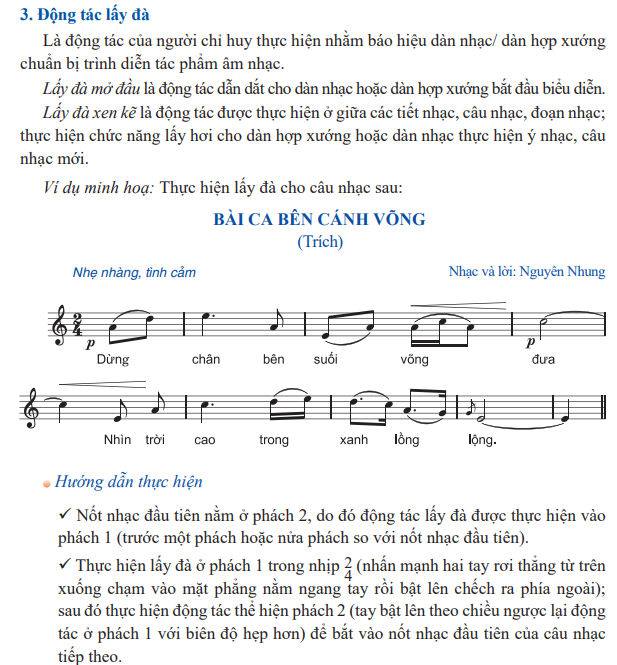 3. Động tác lấy đà
Là động tác của người chỉ huy thực hiện nhằm báo hiệu dàn nhạc/ dàn hợp xướng
chuẩn bị trình diễn tác phẩm âm nhạc.
Lấy đà mở đầu là động tác dẫn dắt cho dàn nhạc hoặc dàn hợp xướng bắt đầu biểu diễn.
Lấy đà xen kẽ là động tác được thực hiện ở giữa các tiết nhạc, câu nhạc, đoạn nhạc;
thực hiện chức năng lấy hơi cho dàn hợp xướng hoặc dàn nhạc thực hiện ý nhạc, câu
nhạc mới.
Ví dụ minh hoạ: Thực hiện lấy đà cho câu nhạc sau:
BÀI CA BÊN CÁNH VÕNG
(Trích)
Nhẹ nhàng, tình cảm
Nhạc và lời: Nguyên Nhung
2
4
p p
Dừng chân bên suối võng đưa
Nhìn trời cao trong xanh lồng lộng.
Hướng dẫn thực hiện
✓ Nốt nhạc đầu tiên nằm ở phách 2, do đó động tác lấy đà được thực hiện vào
phách 1 (trước một phách hoặc nửa phách so với nốt nhạc đầu tiên).
✓ Thực hiện lấy đà ở phách 1 trong nhịp 2/4 (nhấn mạnh hai tay rơi thẳng từ trên
xuống chạm vào mặt phẳng nằm ngang tay rồi bật lên chếch ra phía ngoài);
sau đó thực hiện động tác thể hiện phách 2 (tay bật lên theo chiều ngược lại động
tác ở phách 1 với biên độ hẹp hơn) để bắt vào nốt nhạc đầu tiên của câu nhạc
tiếp theo.